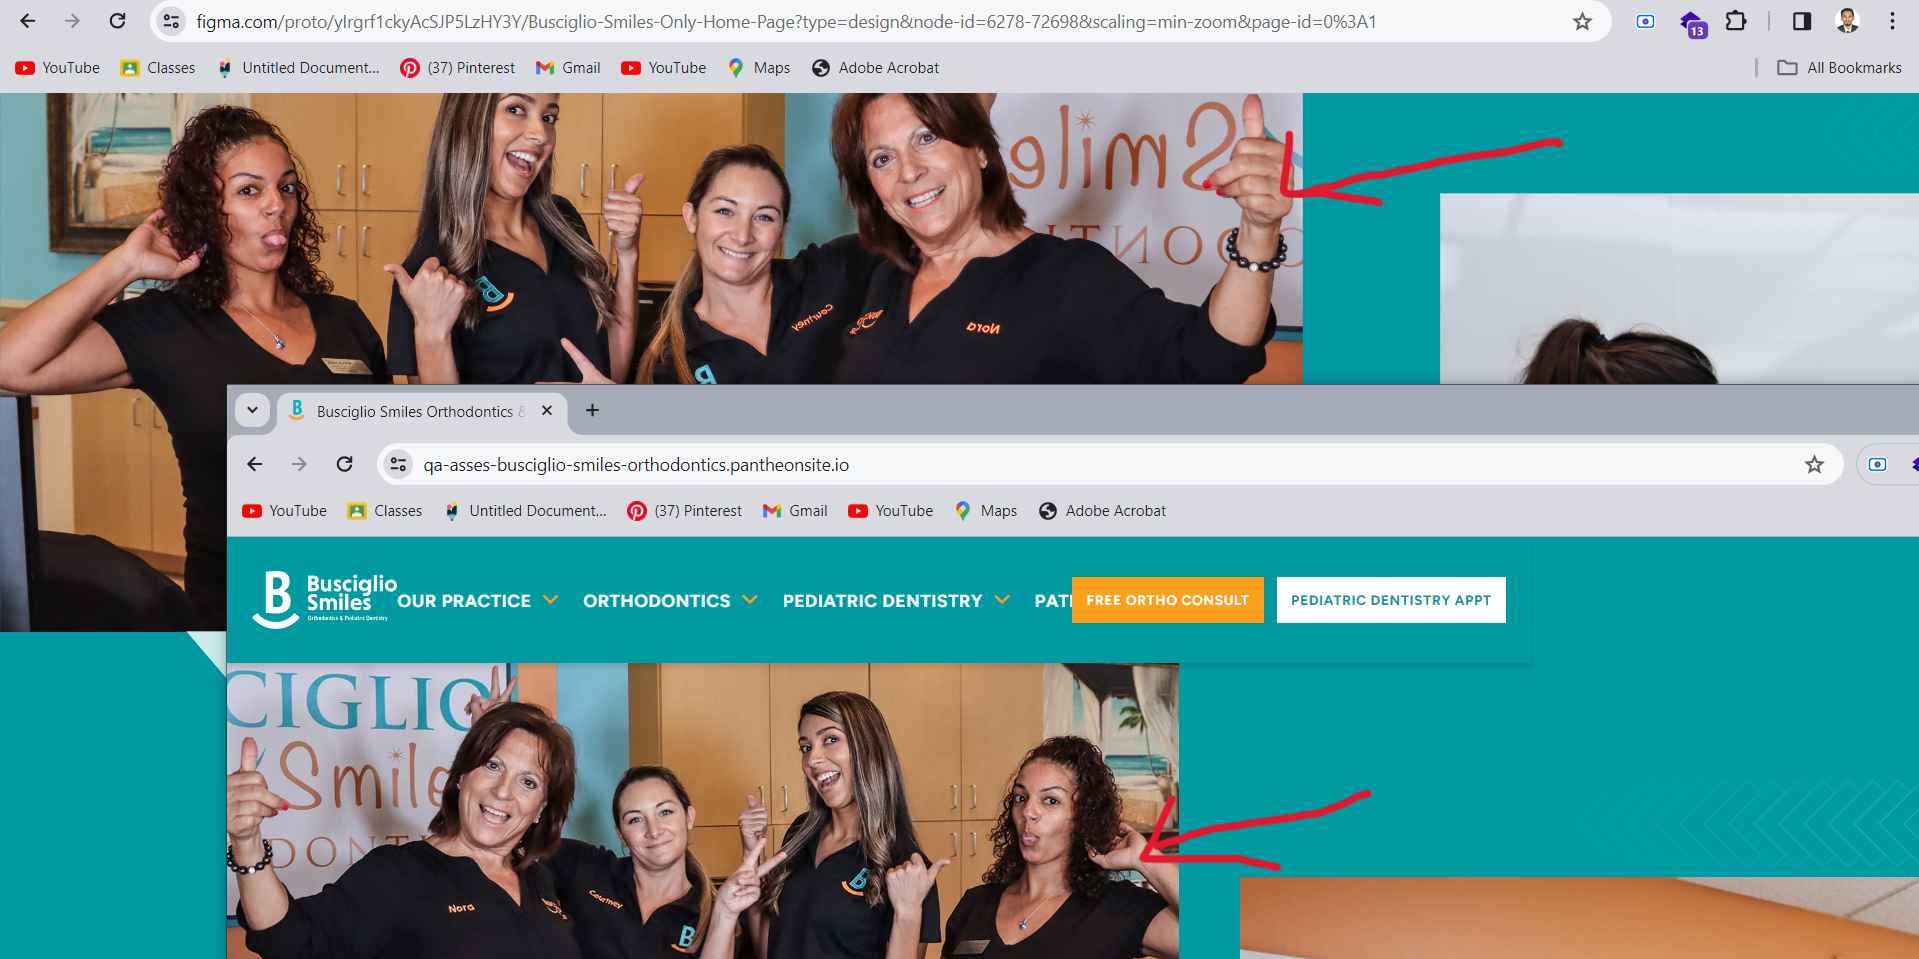 figma.com/proto/yIrgrf1ckyAcSJP5LzHY3Y/Busciglio-Smiles-Only-Home-Page?type=design&node-id=6278-72698&scaling=min-zoom&page-id=0%3A1
13
YouTube Classes Untitled Document... (37) Pinterest Gmail YouTube Maps Adobe Acrobat All Bookmarks
Smile
ODONTI
Courtney
Nora
Busciglio Smiles Orthodontics &
qa-asses-busciglio-smiles-orthodontics.pantheonsite.io
YouTube Classes Untitled Document... (37) Pinterest Gmail YouTube Maps Adobe Acrobat
B Busciglio Smiles
Orthodontics & Pediatric Dentistry
OUR PRACTICE ORTHODONTICS PEDIATRIC DENTISTRY PATI FREE ORTHO CONSULT PEDIATRIC DENTISTRY APPT
CIGLIO
Smile
DONTI
Nora
Courtney